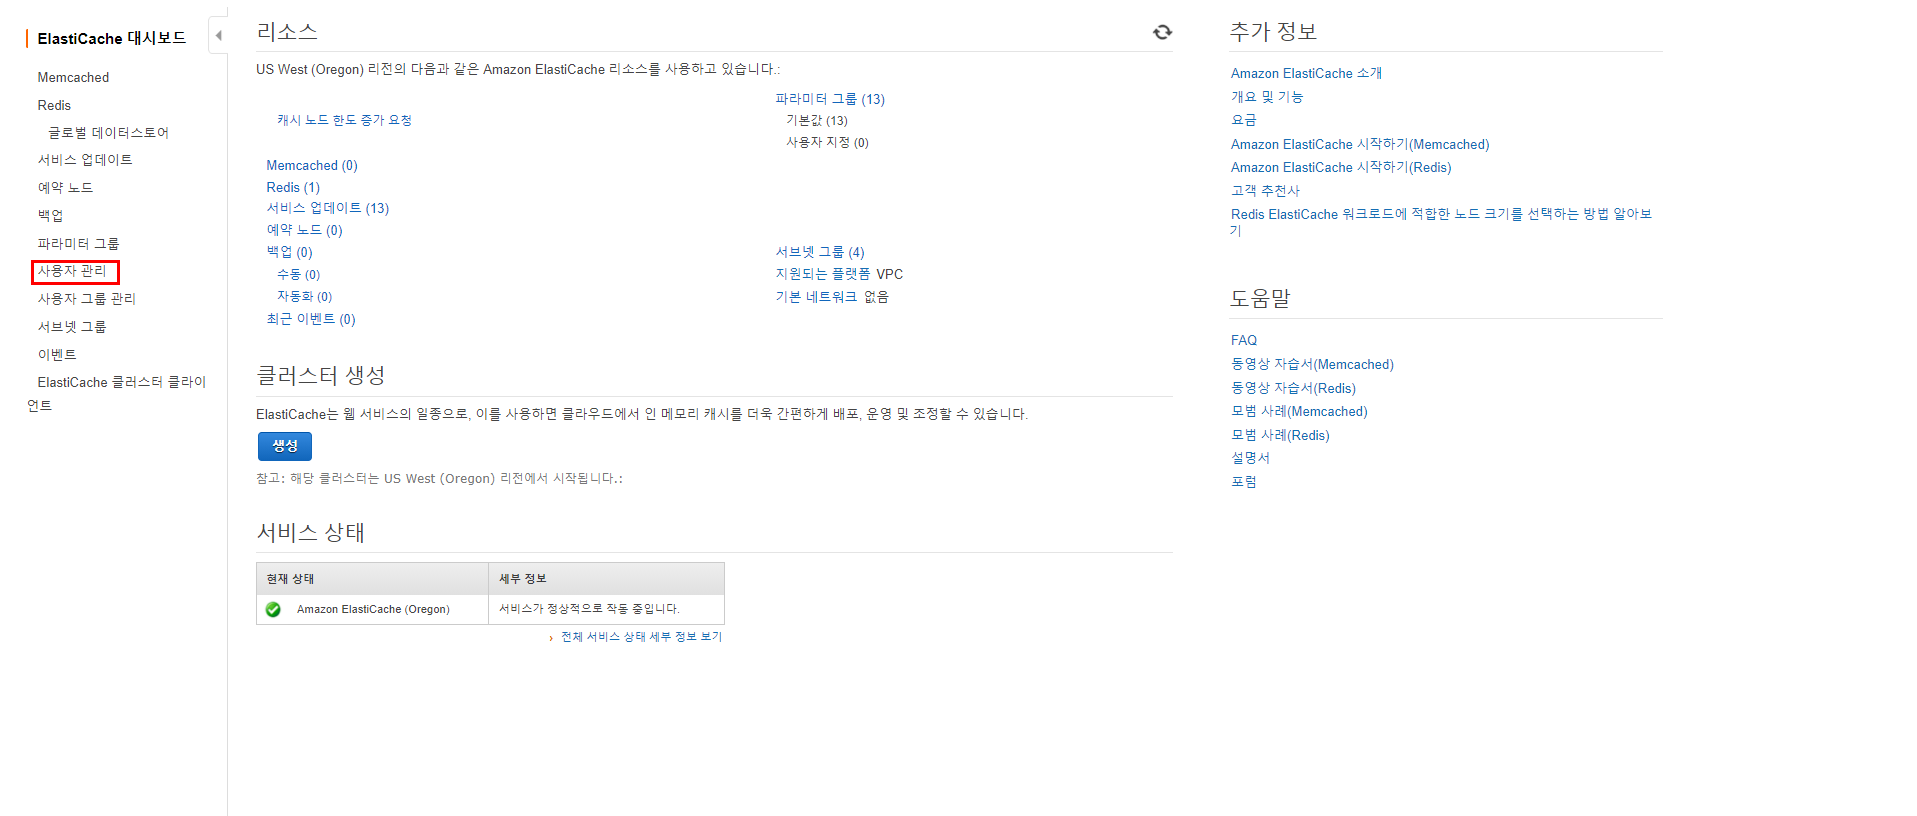 ElastiCache 대시보드
Memcached
Redis
글로벌 데이터스토어
서비스 업데이트
예약 노드
백업
파라미터 그룹
사용자 관리
사용자 그룹 관리
서브넷 그룹
이벤트
ElastiCache 클러스터 클라이
언트
리소스
US West (Oregon) 리전의 다음과 같은 Amazon ElastiCache 리소스를 사용하고 있습니다.:
파라미터 그룹 (13)
캐시 노드 한도 증가 요청
기본값 (13)
사용자 지정 (0)
Memcached (0)
Redis (1)
서비스 업데이트 (13)
예약 노드 (0)
백업 (0)
서브넷 그룹 (4)
수동 (0)
지원되는 플랫폼 VPC
자동화 (0)
기본 네트워크 없음
최근 이벤트 (0)
클러스터 생성
ElastiCache는 웹 서비스의 일종으로, 이를 사용하면 클라우드에서 인 메모리 캐시를 더욱 간편하게 배포, 운영 및 조정할 수 있습니다.
생성
참고: 해당 클러스터는 US West (Oregon) 리전에서 시작됩니다.:
서비스 상태
현재 상태
세부 정보
Amazon ElastiCache (Oregon)
서비스가 정상적으로 작동 중입니다.
› 전체 서비스 상태 세부 정보 보기
추가 정보
Amazon ElastiCache 소개
개요 및 기능
요금
Amazon ElastiCache 시작하기(Memcached)
Amazon ElastiCache 시작하기(Redis)
고객 추천사
Redis ElastiCache 워크로드에 적합한 노드 크기를 선택하는 방법 알아보
기
도움말
FAQ
동영상 자습서(Memcached)
동영상 자습서(Redis)
모범 사례(Memcached)
모범 사례(Redis)
설명서
포럼